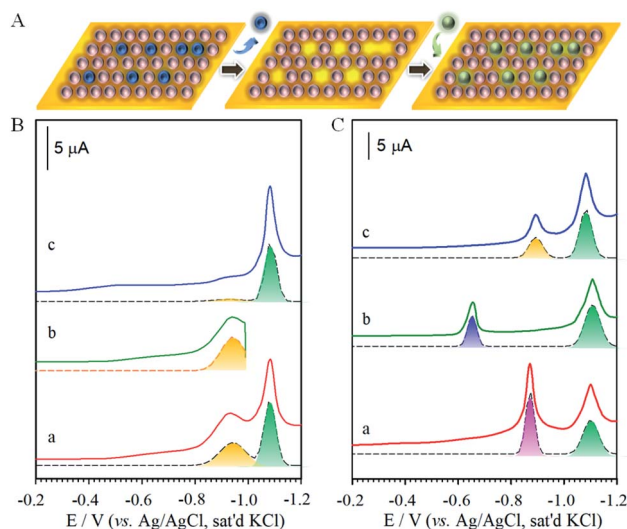 A
B
5 μA
c
b
a
-0.2 -0.4 -0.6 -0.8 -1.0 -1.2
E / V (vs. Ag/AgCl, sat'd KCl)
C
5 μA
c
b
a
-0.2 -0.4 -0.6 -0.8 -1.0 -1.2
E / V (vs. Ag/AgCl, sat'd KCl)